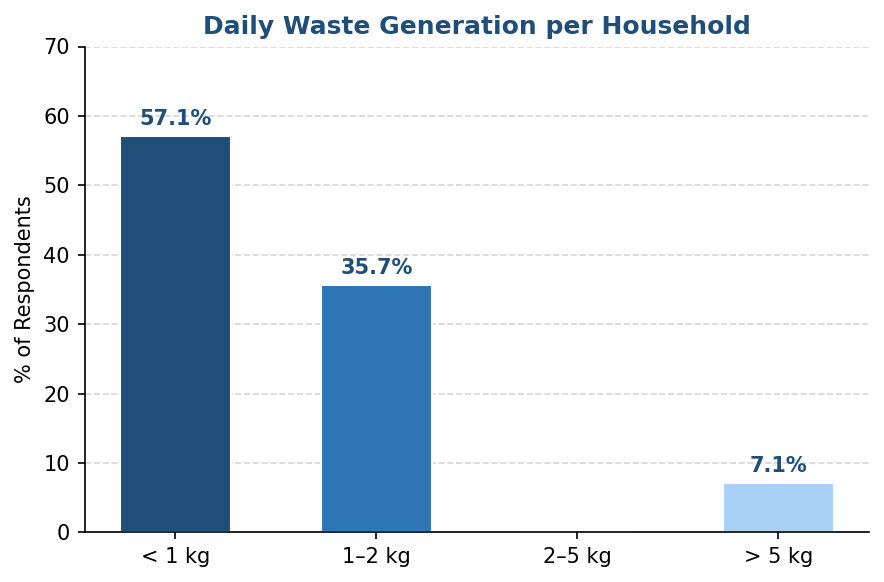 Daily Waste Generation per Household
% of Respondents
70
60
50
40
30
20
10
0
57.1%
35.7%
7.1%
< 1 kg
1–2 kg
2–5 kg
> 5 kg